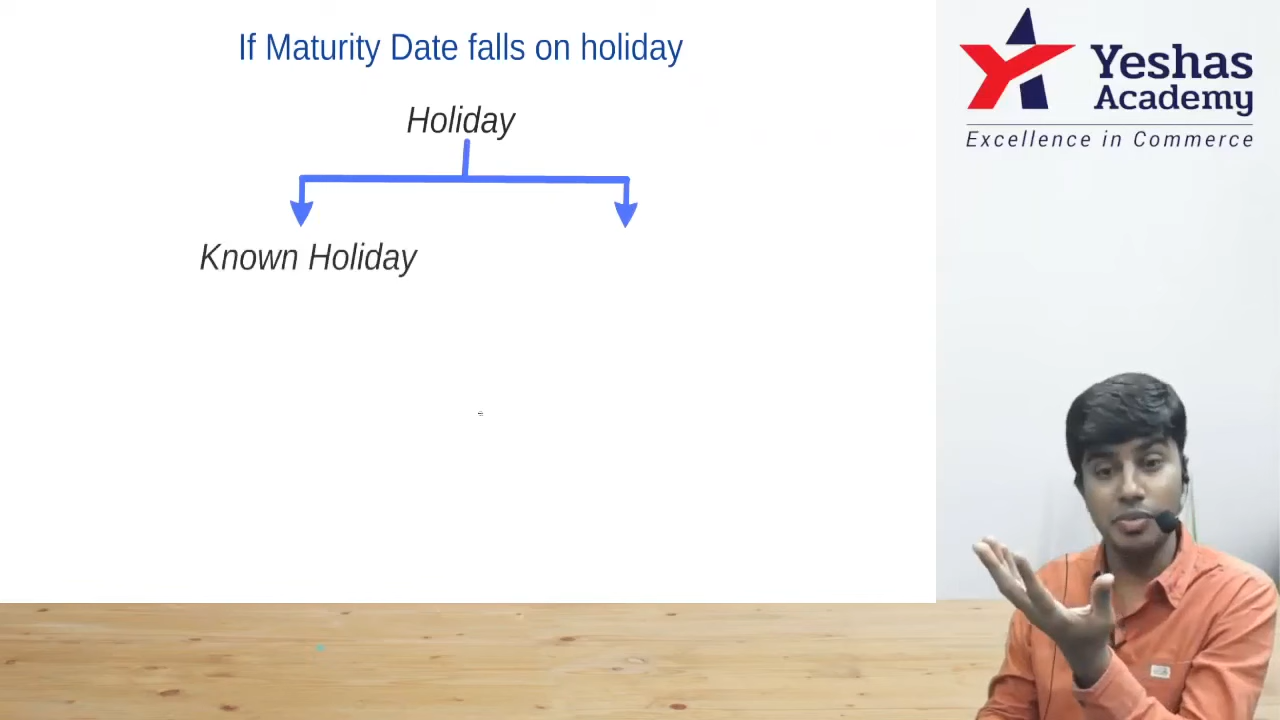 If Maturity Date falls on holiday
Holiday
Known Holiday
Yeshas
Academy
Excellence in Commerce